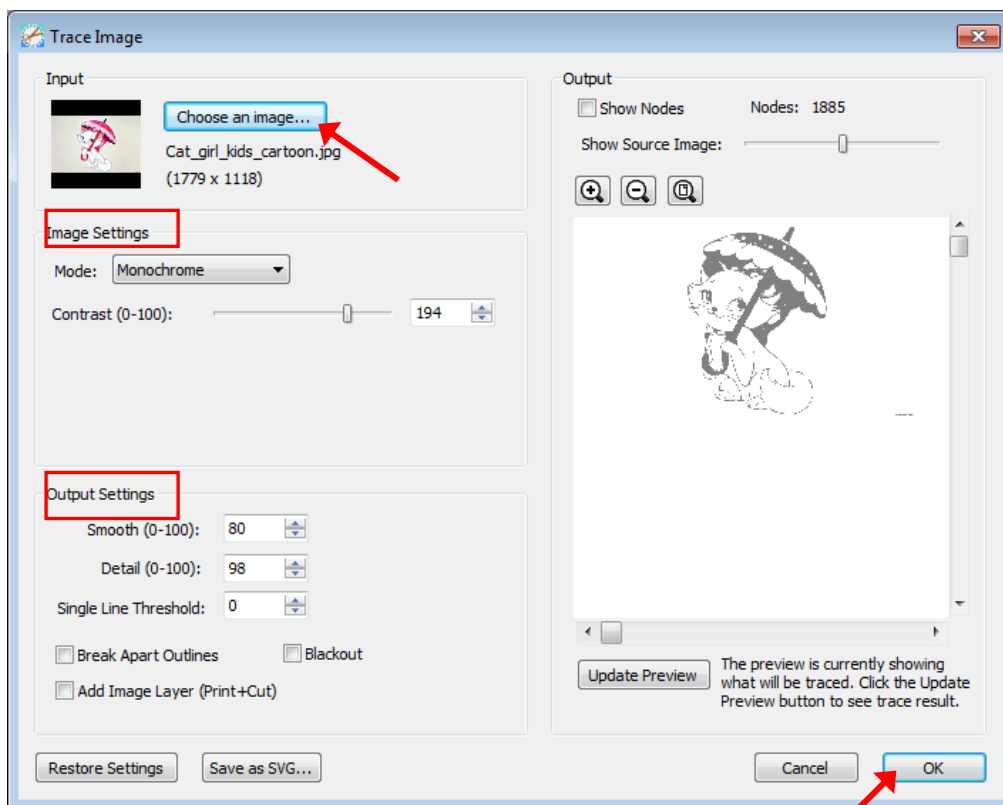 Trace Image
Input
Choose an image...
Cat_girl_kids_cartoon.jpg
(1779 x 1118)
Image Settings
Mode: Monochrome
Contrast (0-100): 194
Output Settings
Smooth (0-100): 80
Detail (0-100): 98
Single Line Threshold: 0
Break Apart Outlines Blackout
Add Image Layer (Print+Cut)
Restore Settings Save as SVG...
Output
Show Nodes Nodes: 1885
Show Source Image:
Update Preview
The preview is currently showing
what will be traced. Click the Update
Preview button to see trace result.
Cancel OK